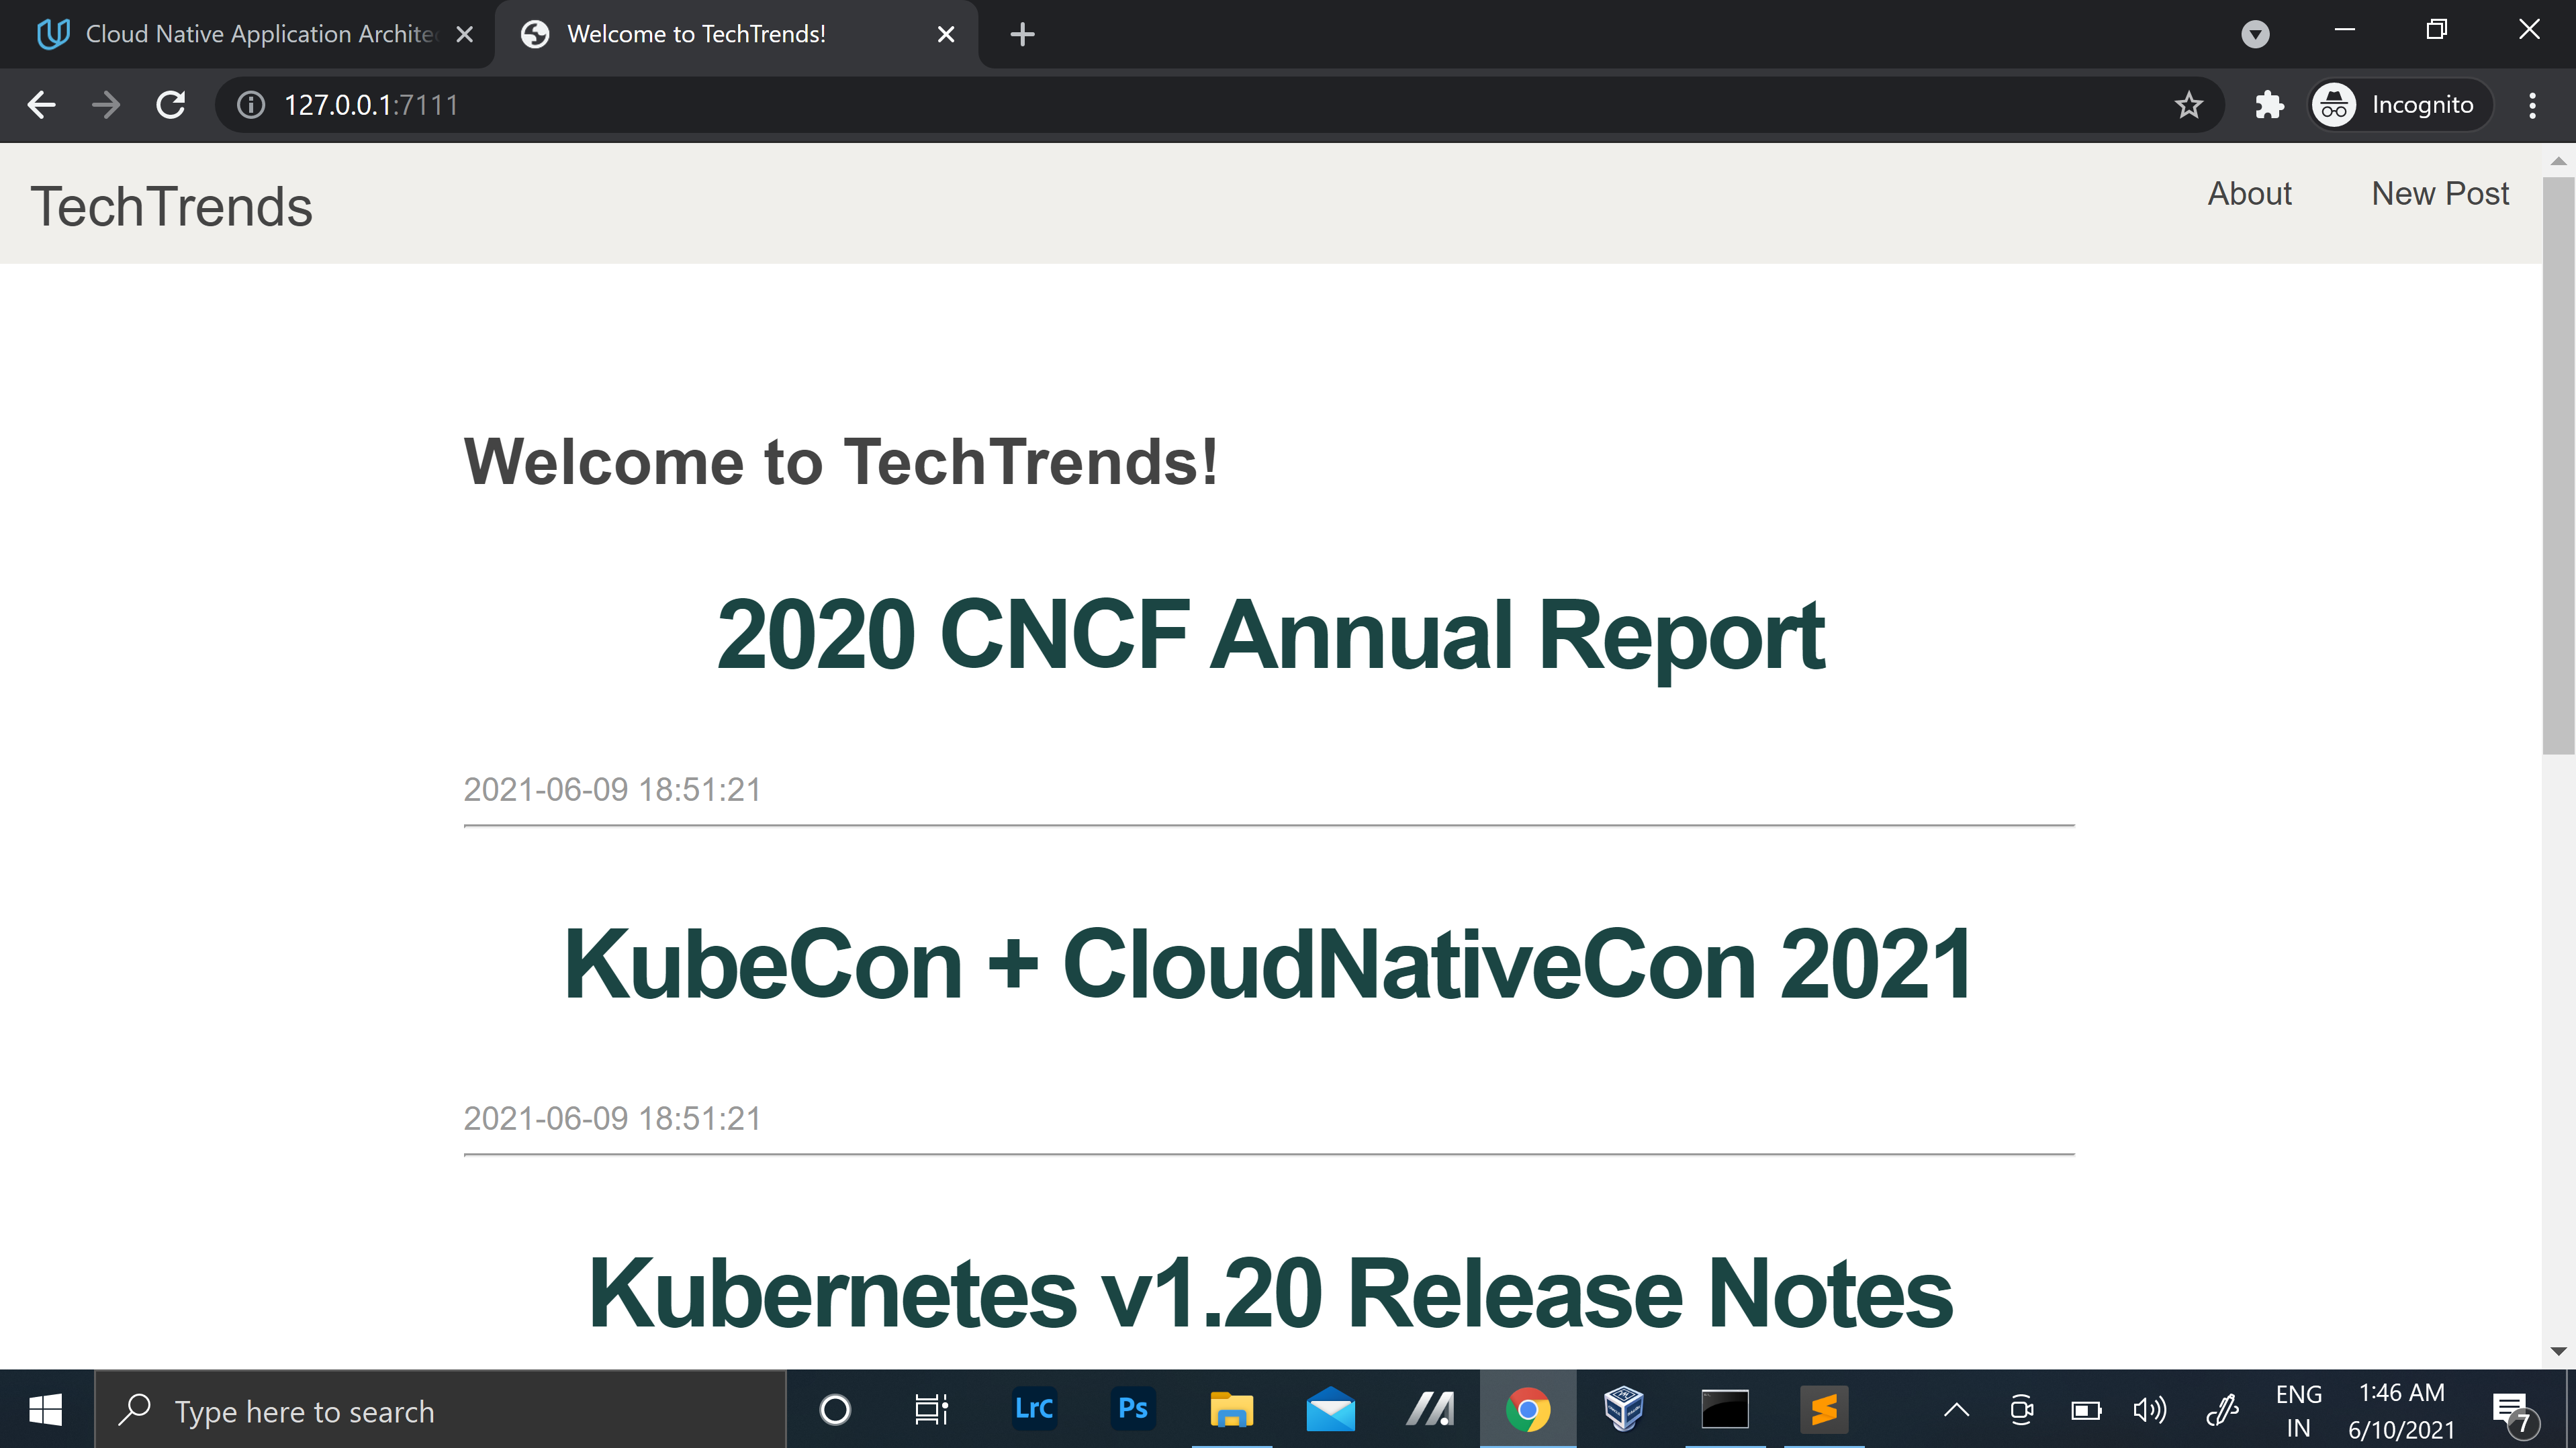 Cloud Native Application Archite
Welcome to TechTrends!
127.0.0.1:7111
Incognito
TechTrends
About
New Post
Welcome to TechTrends!
2020 CNCF Annual Report
2021-06-09 18:51:21
KubeCon + CloudNativeCon 2021
2021-06-09 18:51:21
Kubernetes v1.20 Release Notes
Type here to search
LrC
Ps
ENG
IN
1:46 AM
6/10/2021
7